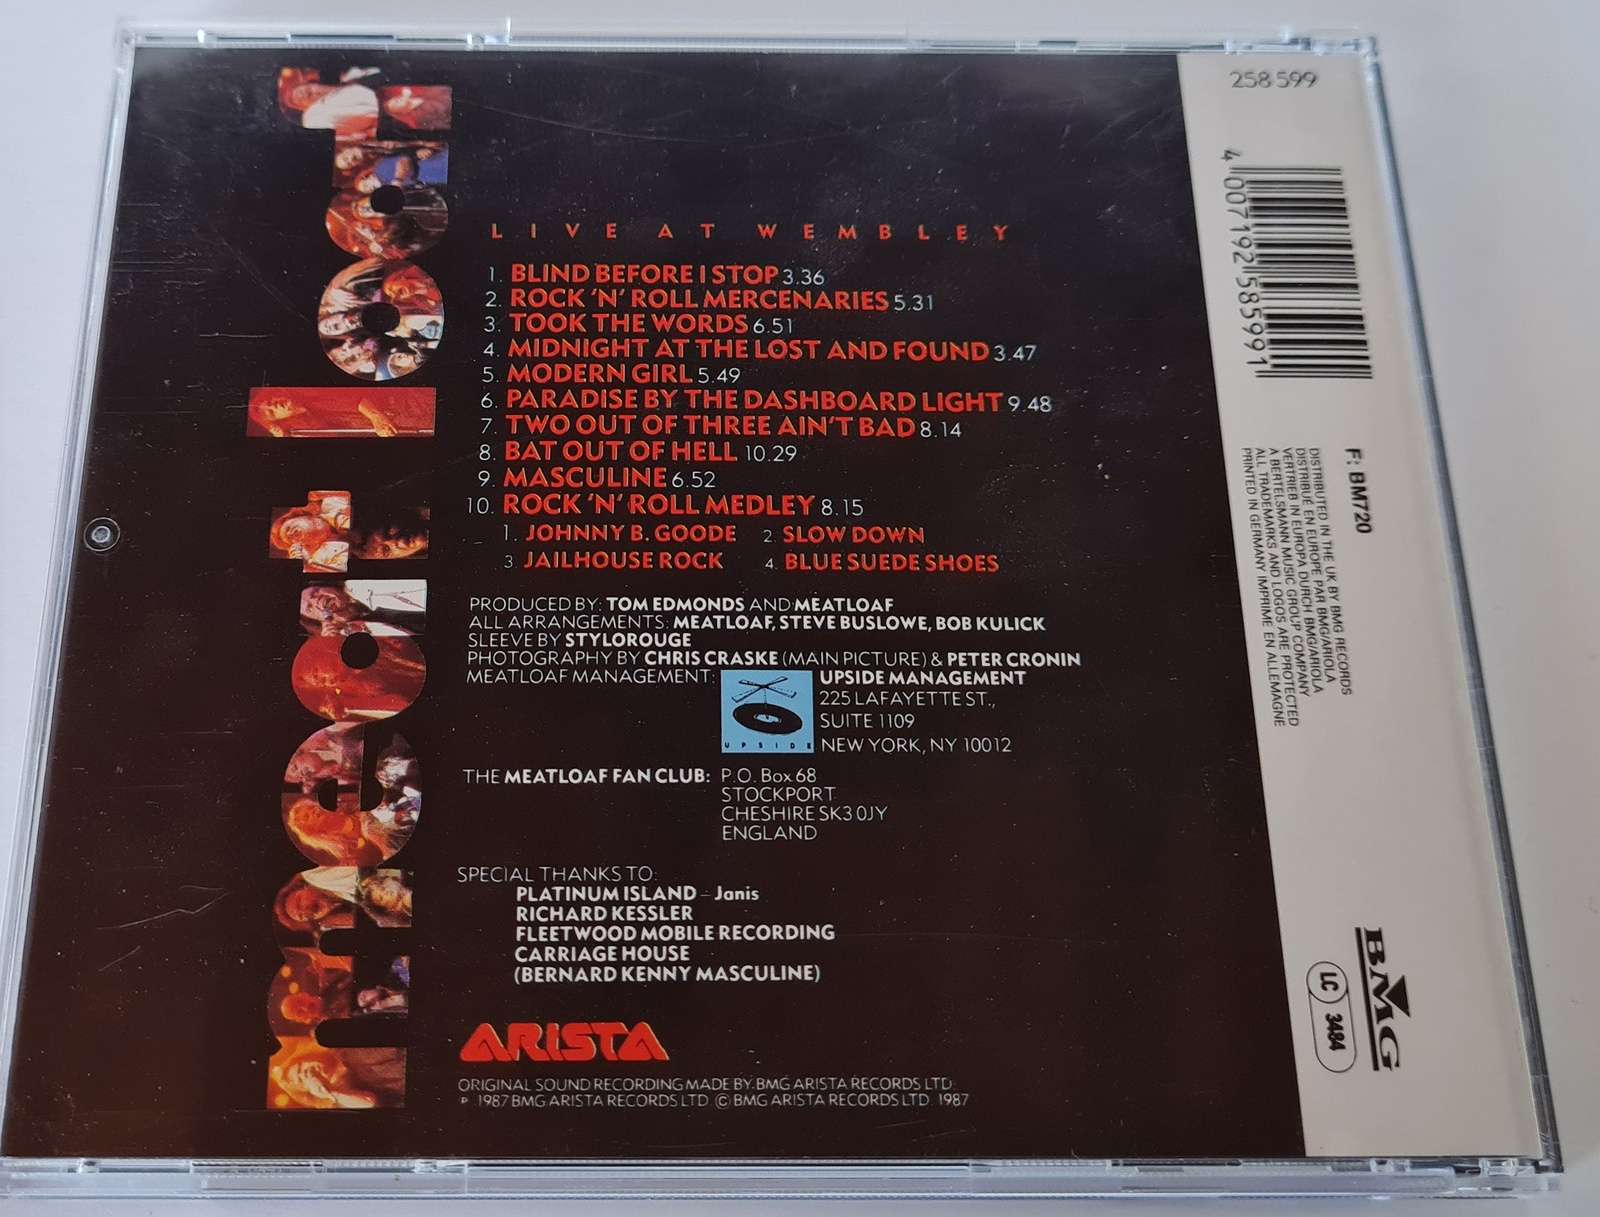 meat loaf
LIVE AT WEMBLEY
1. BLIND BEFORE I STOP 3.36
2. ROCK 'N' ROLL MERCENARIES 5.31
3. TOOK THE WORDS 6.51
4. MIDNIGHT AT THE LOST AND FOUND 3.47
5. MODERN GIRL 5.49
6. PARADISE BY THE DASHBOARD LIGHT 9.48
7. TWO OUT OF THREE AIN'T BAD 8.14
8. BAT OUT OF HELL 10.29
9. MASCULINE 6.52
10. ROCK 'N' ROLL MEDLEY 8.15
1. JOHNNY B. GOODE 2. SLOW DOWN
3. JAILHOUSE ROCK 4. BLUE SUEDE SHOES
PRODUCED BY: TOM EDMONDS AND MEATLOAF
ALL ARRANGEMENTS: MEATLOAF, STEVE BUSLOWE, BOB KULICK
SLEEVE BY STYLOROUGE
PHOTOGRAPHY BY CHRIS CRASKE (MAIN PICTURE) & PETER CRONIN
MEATLOAF MANAGEMENT: UPSIDE MANAGEMENT
225 LAFAYETTE ST.,
SUITE 1109
UPSIDE NEW YORK, NY 10012
THE MEATLOAF FAN CLUB: P.O. Box 68
STOCKPORT
CHESHIRE SK3 0JY
ENGLAND
SPECIAL THANKS TO:
PLATINUM ISLAND – Janis
RICHARD KESSLER
FLEETWOOD MOBILE RECORDING
CARRIAGE HOUSE
(BERNARD KENNY MASCULINE)
ARISTA
ORIGINAL SOUND RECORDING MADE BY BMG ARISTA RECORDS LTD.
℗ 1987 BMG ARISTA RECORDS LTD © BMG ARISTA RECORDS LTD. 1987
258 599
4 007192 585991
F: BM720
DISTRIBUTED IN THE UK BY BMG RECORDS
DISTRIBUÉ EN EUROPE PAR BMG/ARIOLA
VERTRIEB IN EUROPA DURCH BMG/ARIOLA
A BERTELSMANN MUSIC GROUP COMPANY
ALL TRADEMARKS AND LOGOS ARE PROTECTED
PRINTED IN GERMANY IMPRIME EN ALLEMAGNE
BMG
LC 3484